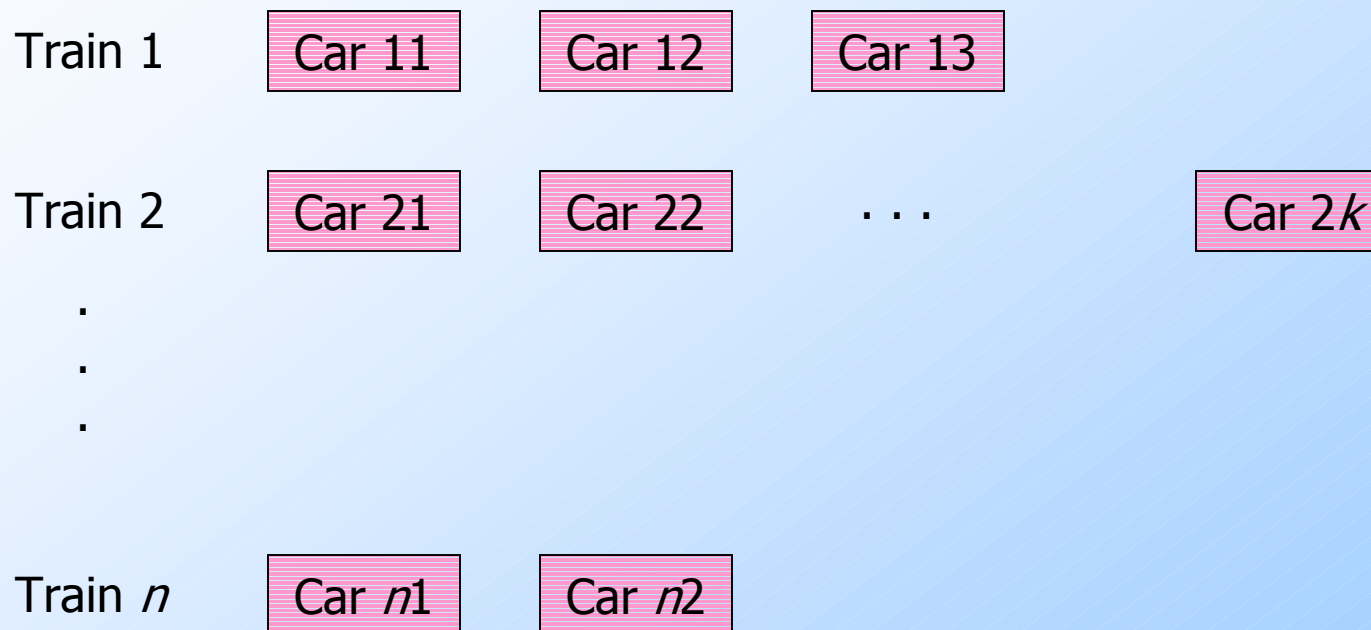 Train 1 Car 11 Car 12 Car 13
Train 2 Car 21 Car 22 . . . Car 2k
.
.
.
Train n Car n1 Car n2